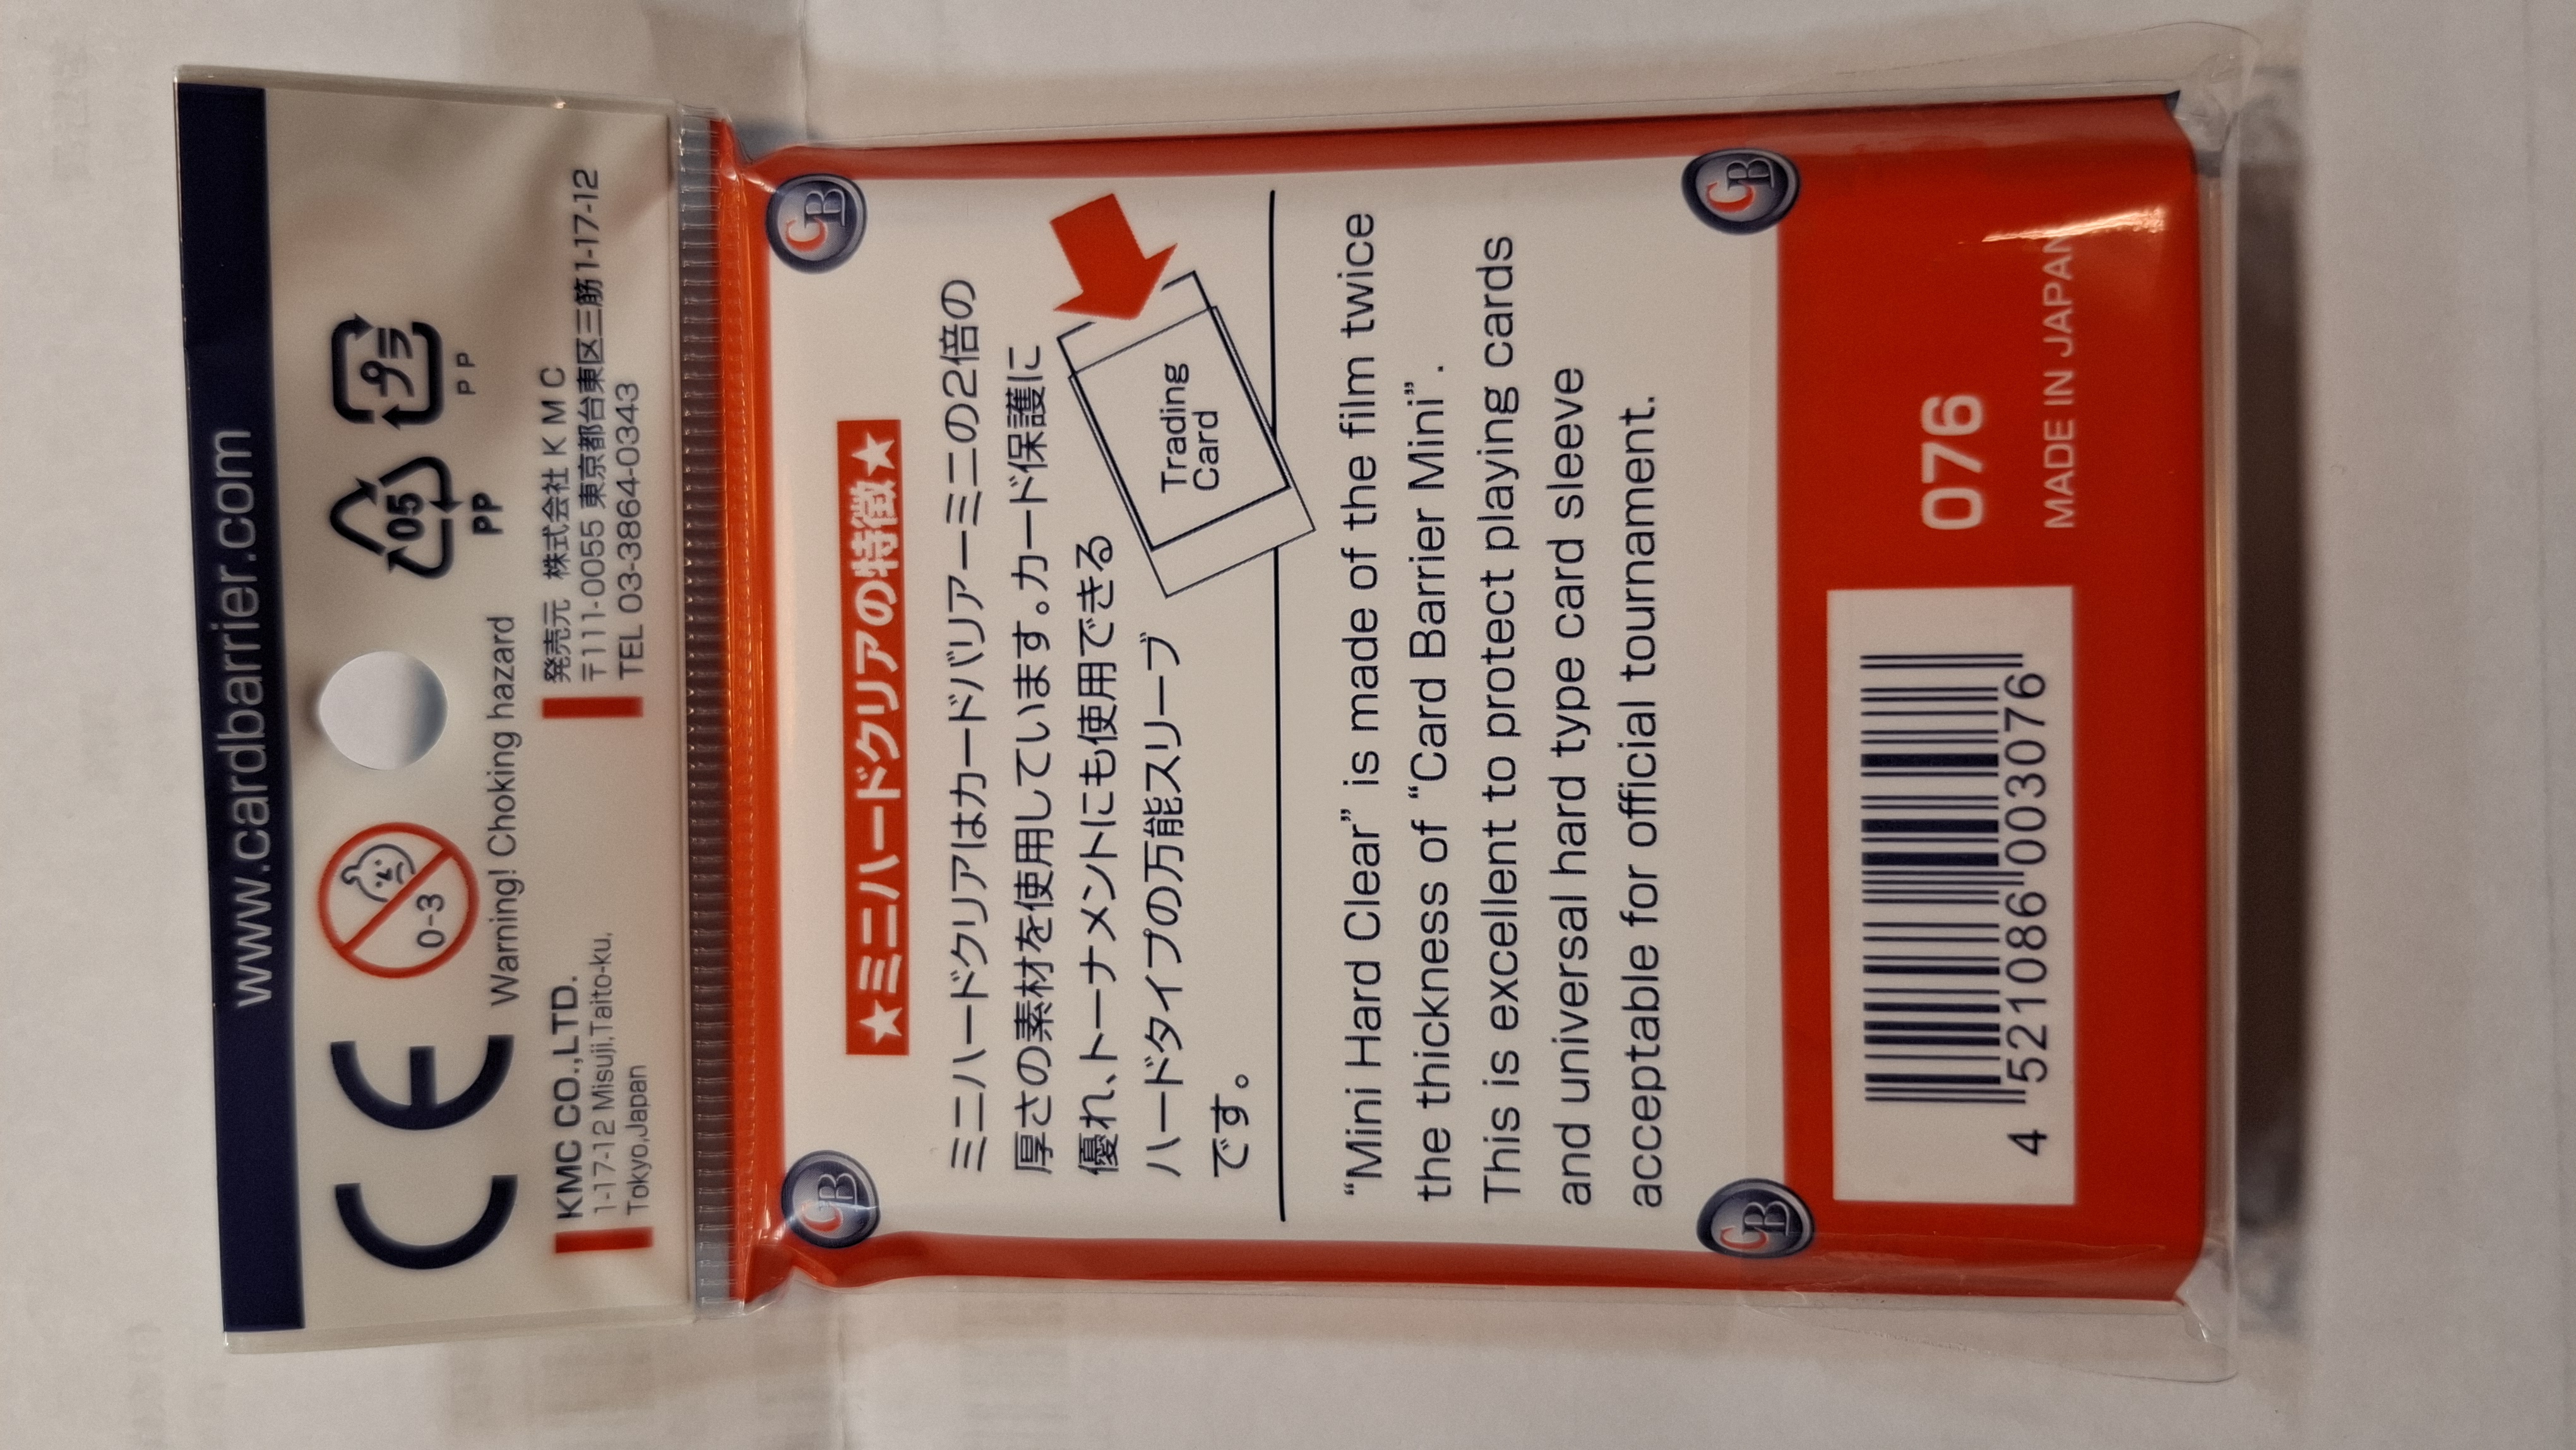 www.cardbarrier.com
CE
0-3
05
PP
プラ
PP
Warning! Choking hazard
KMC CO.,LTD.
1-17-12 Misuji,Taito-ku,
Tokyo,Japan
発売元 株式会社 KMC
〒111-0055 東京都台東区三筋1-17-12
TEL 03-3864-0343
CB
CB
★ミニハードクリアの特徴★
ミニハードクリアはカードバリアーミニの2倍の
厚さの素材を使用しています。カード保護に
優れ、トーナメントにも使用できる
ハードタイプの万能スリーブ
です。
Trading
Card
“Mini Hard Clear” is made of the film twice
the thickness of “Card Barrier Mini”.
This is excellent to protect playing cards
and universal hard type card sleeve
acceptable for official tournament.
CB
CB
4 521086 003076
076
MADE IN JAPAN